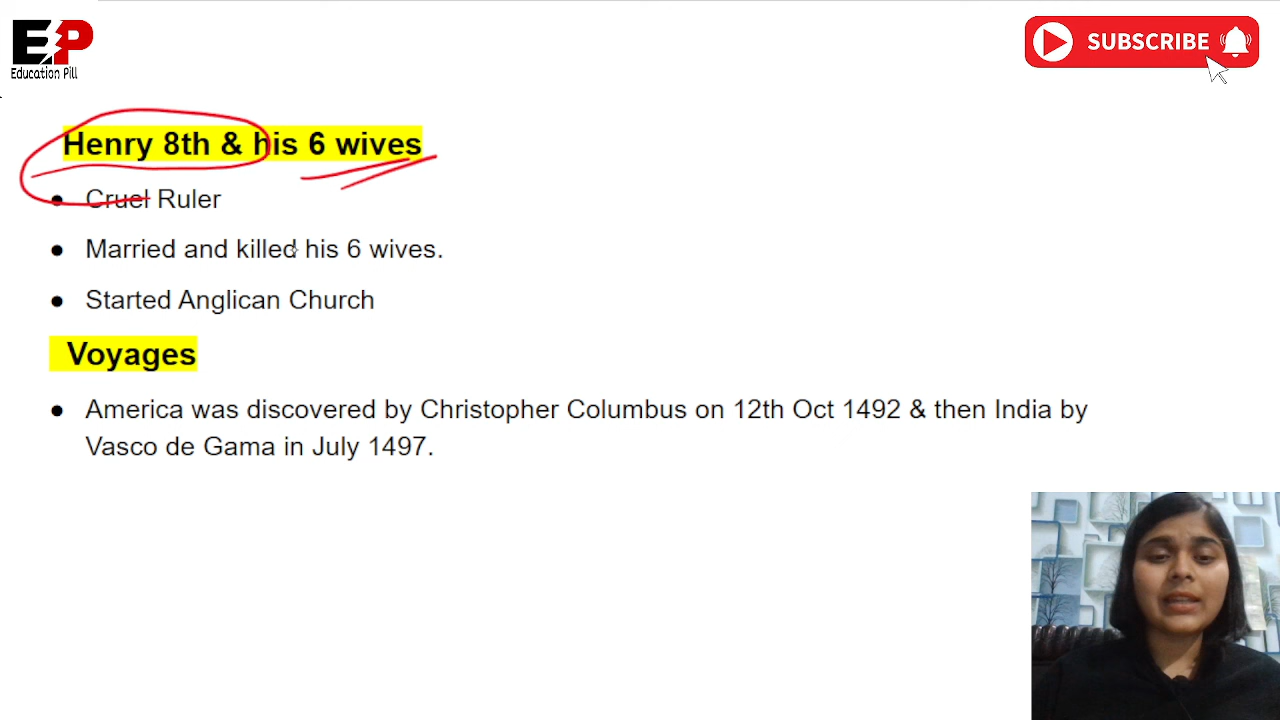 EP
Education Pill
SUBSCRIBE
Henry 8th & his 6 wives
● Cruel Ruler
● Married and killed his 6 wives.
● Started Anglican Church
Voyages
● America was discovered by Christopher Columbus on 12th Oct 1492 & then India by
Vasco de Gama in July 1497.